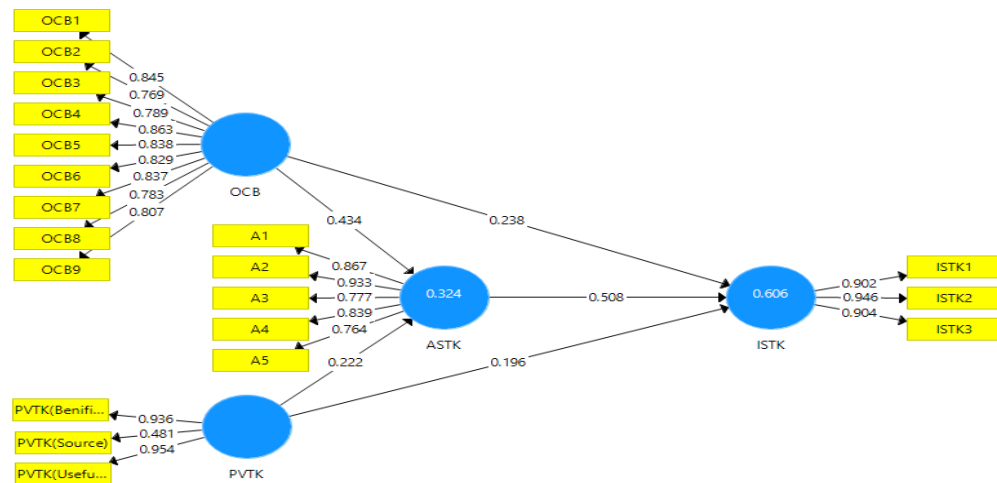 OCB1
OCB2
OCB3
OCB4
OCB5
OCB6
OCB7
OCB8
OCB9
0.845
0.769
0.789
0.863
0.838
0.829
0.837
0.783
0.807
OCB
0.434
0.238
A1
A2
A3
A4
A5
0.867
0.933
0.777
0.839
0.764
0.324
ASTK
0.508
0.606
ISTK
0.902
0.946
0.904
ISTK1
ISTK2
ISTK3
0.222
0.196
PVTK(Benifi...
PVTK(Source)
PVTK(Usefu...
0.936
0.481
0.954
PVTK